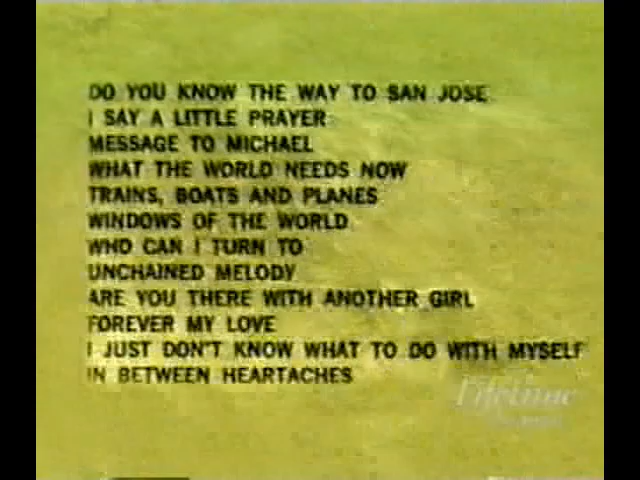 DO YOU KNOW THE WAY TO SAN JOSE
I SAY A LITTLE PRAYER
MESSAGE TO MICHAEL
WHAT THE WORLD NEEDS NOW
TRAINS, BOATS AND PLANES
WINDOWS OF THE WORLD
WHO CAN I TURN TO
UNCHAINED MELODY
ARE YOU THERE WITH ANOTHER GIRL
FOREVER MY LOVE
I JUST DON'T KNOW WHAT TO DO WITH MYSELF
IN BETWEEN HEARTACHES
Lifetime